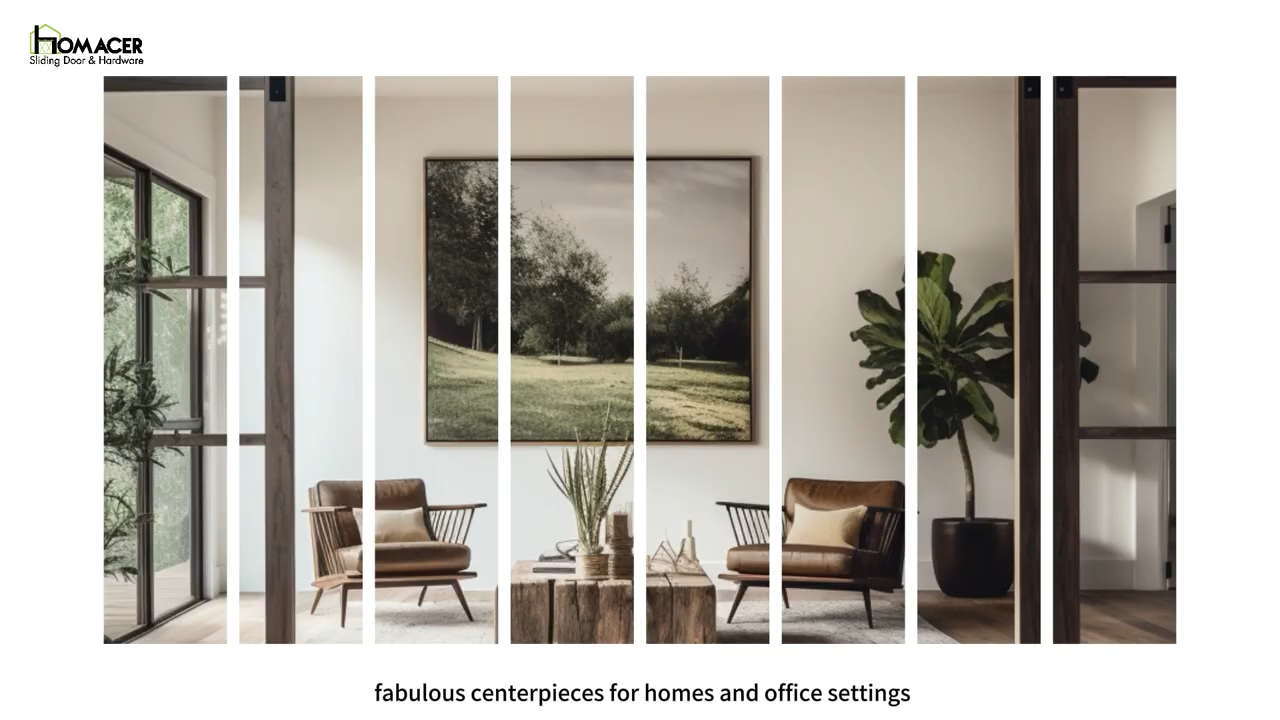 HOMACER
Sliding Door & Hardware
fabulous centerpieces for homes and office settings